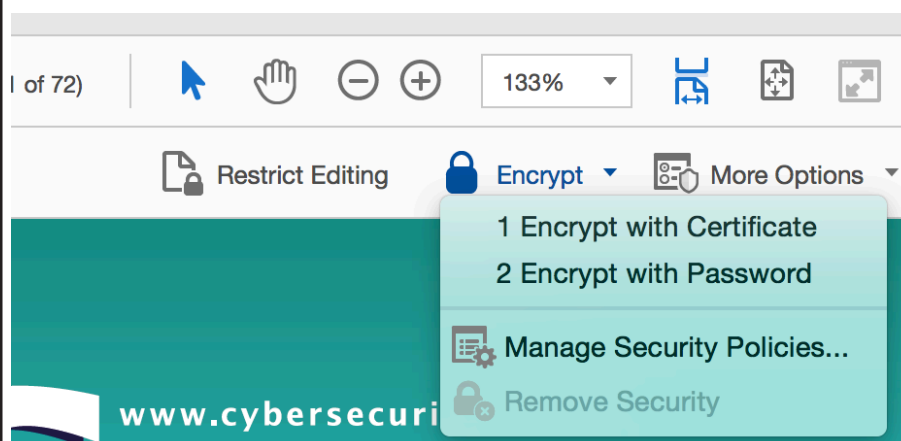 of 72)
133%
Restrict Editing
Encrypt
More Options
1 Encrypt with Certificate
2 Encrypt with Password
Manage Security Policies...
Remove Security
www.cybersecuri